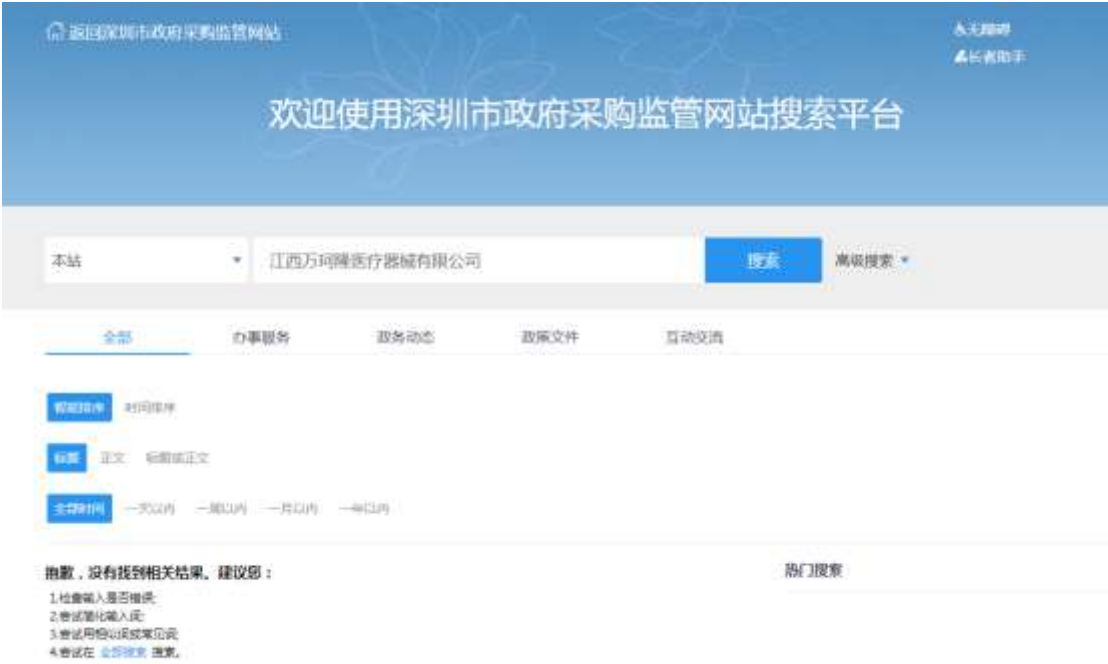 返回深圳市政府采购监管网站
无障碍
长者助手
欢迎使用深圳市政府采购监管网站搜索平台
本站 江西万珂隆医疗器械有限公司 搜索 高级搜索
全部 办事服务 政务动态 政策文件 互动交流
智能排序 时间排序
标题 正文 标题或正文
全部时间 一天以内 一周以内 一月以内 一年以内
抱歉，没有找到相关结果。建议您： 热门搜索
1.检查输入是否错误;
2.尝试简化输入词;
3.尝试用相似词或常见词;
4.尝试在 全部搜索 搜索。